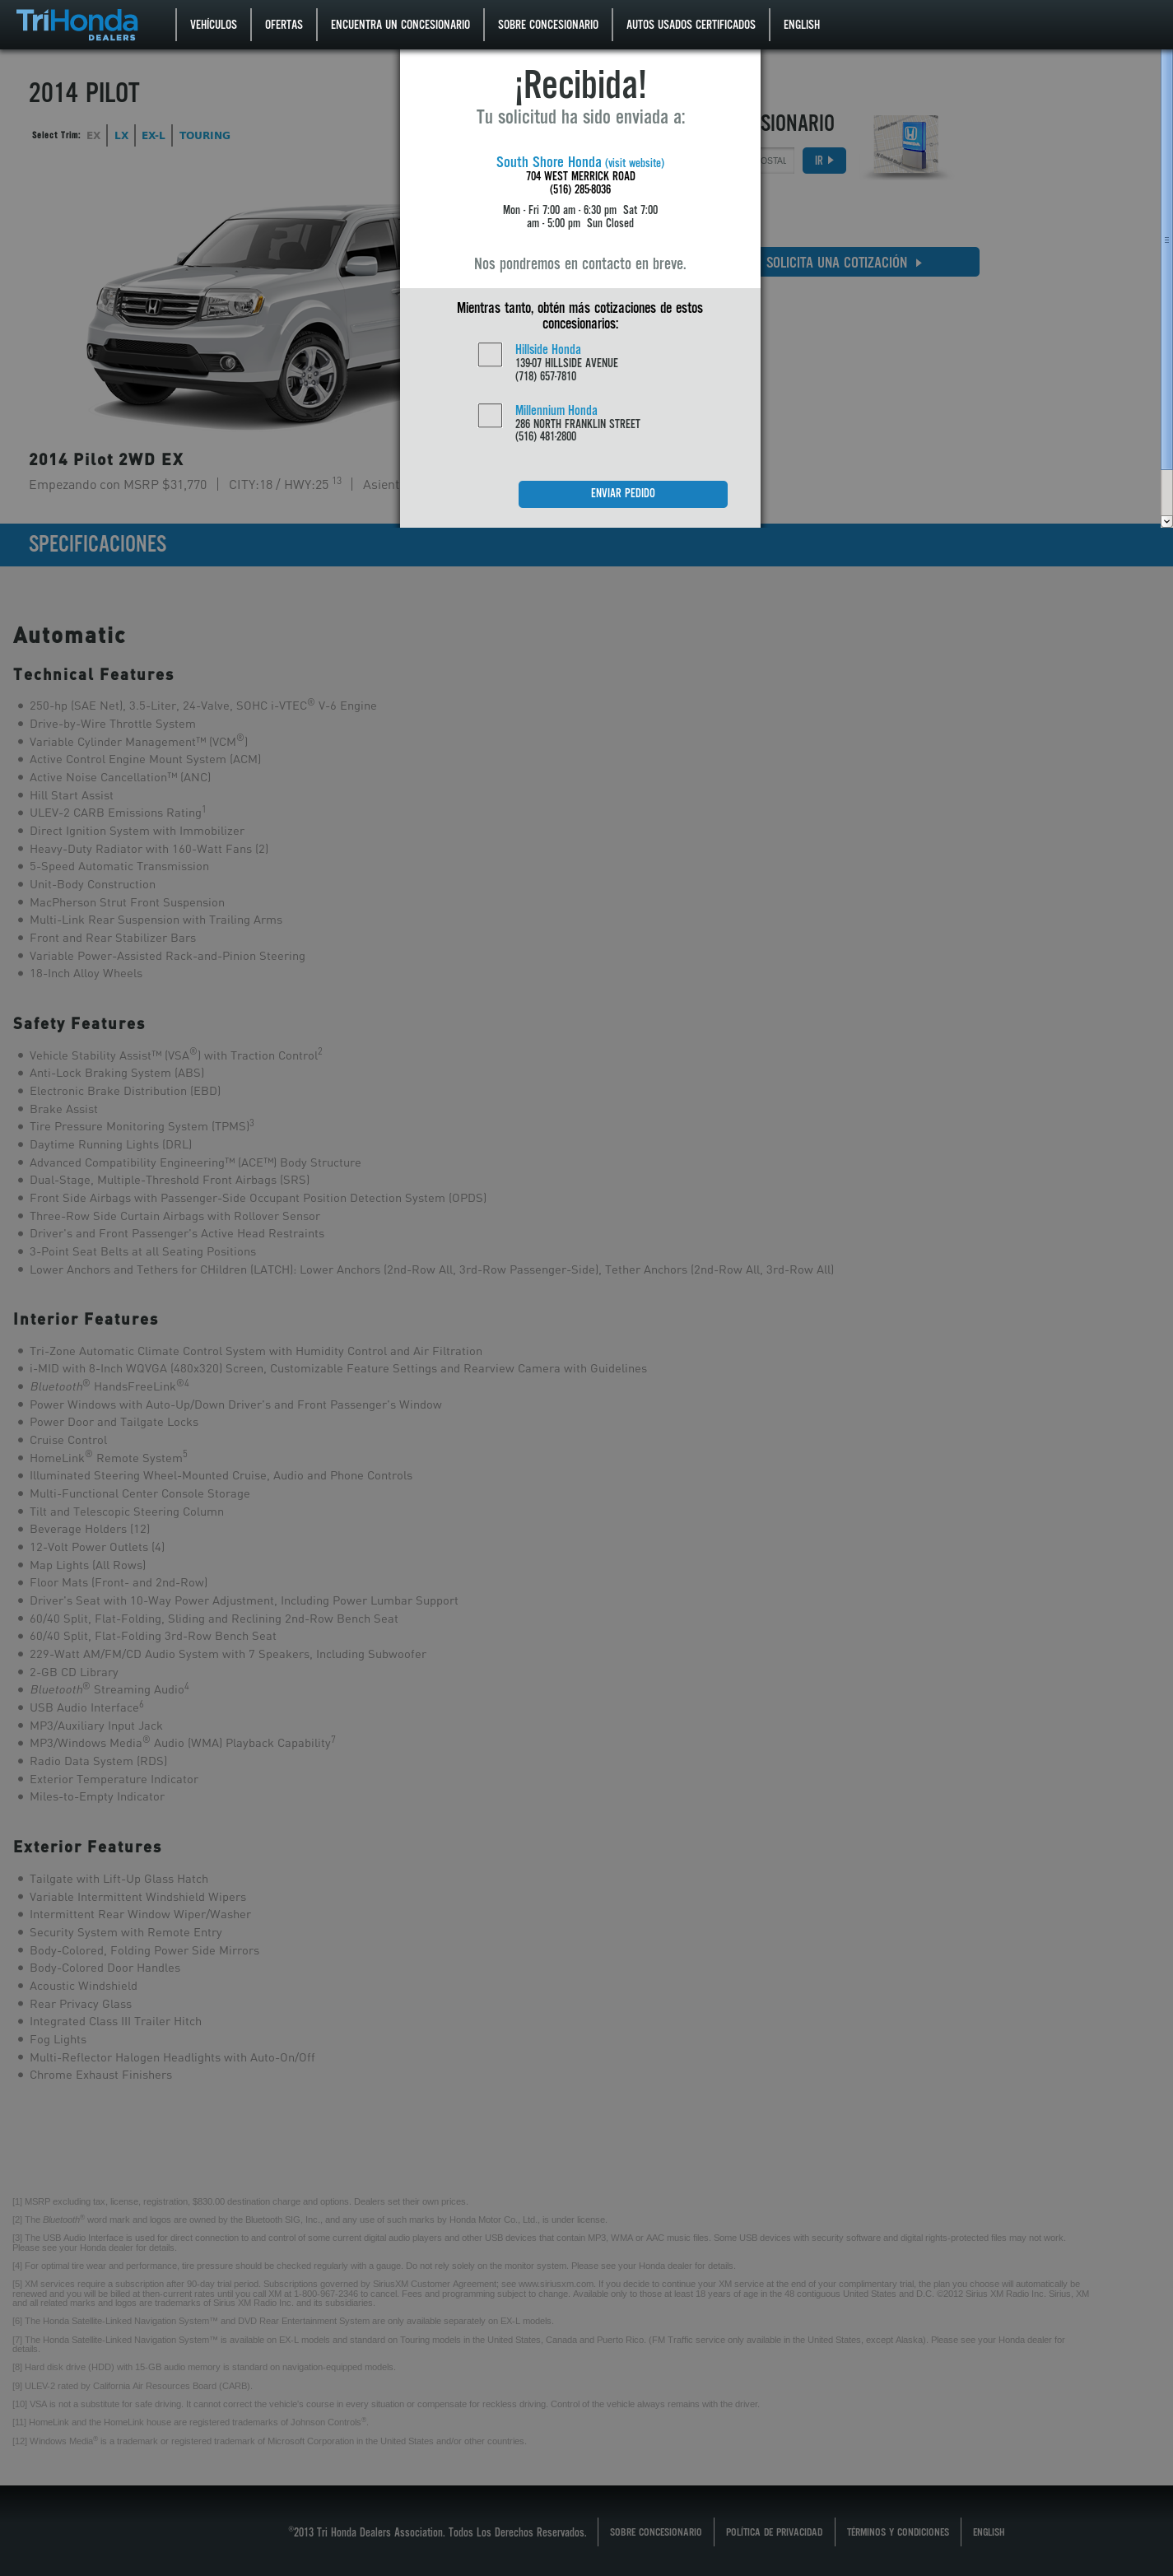 TriHonda
DEALERS
VEHÍCULOS
OFERTAS
ENCUENTRA UN CONCESIONARIO
SOBRE CONCESIONARIO
AUTOS USADOS CERTIFICADOS
ENGLISH
2014 PILOT
Select Trim: EX LX EX-L TOURING
¡Recibida!
Tu solicitud ha sido enviada a:
South Shore Honda (visit website)
704 WEST MERRICK ROAD
(516) 285-8036
Mon - Fri 7:00 am - 6:30 pm Sat 7:00
am - 5:00 pm Sun Closed
Nos pondremos en contacto en breve.
Mientras tanto, obtén más cotizaciones de estos
concesionarios:
Hillside Honda
139-07 HILLSIDE AVENUE
(718) 657-7810
Millennium Honda
286 NORTH FRANKLIN STREET
(516) 481-2800
ENVIAR PEDIDO
SIONARIO
OSTAL
IR
SOLICITA UNA COTIZACIÓN
2014 Pilot 2WD EX
Empezando con MSRP $31,770 | CITY:18 / HWY:25 13 | Asient
SPECIFICACIONES
Automatic
Technical Features
250-hp (SAE Net), 3.5-Liter, 24-Valve, SOHC i-VTEC® V-6 Engine
Drive-by-Wire Throttle System
Variable Cylinder Management™ (VCM®)
Active Control Engine Mount System (ACM)
Active Noise Cancellation™ (ANC)
Hill Start Assist
ULEV-2 CARB Emissions Rating1
Direct Ignition System with Immobilizer
Heavy-Duty Radiator with 160-Watt Fans (2)
5-Speed Automatic Transmission
Unit-Body Construction
MacPherson Strut Front Suspension
Multi-Link Rear Suspension with Trailing Arms
Front and Rear Stabilizer Bars
Variable Power-Assisted Rack-and-Pinion Steering
18-Inch Alloy Wheels
Safety Features
Vehicle Stability Assist™ (VSA®) with Traction Control2
Anti-Lock Braking System (ABS)
Electronic Brake Distribution (EBD)
Brake Assist
Tire Pressure Monitoring System (TPMS)3
Daytime Running Lights (DRL)
Advanced Compatibility Engineering™ (ACE™) Body Structure
Dual-Stage, Multiple-Threshold Front Airbags (SRS)
Front Side Airbags with Passenger-Side Occupant Position Detection System (OPDS)
Three-Row Side Curtain Airbags with Rollover Sensor
Driver's and Front Passenger's Active Head Restraints
3-Point Seat Belts at all Seating Positions
Lower Anchors and Tethers for CHildren (LATCH): Lower Anchors (2nd-Row All, 3rd-Row Passenger-Side), Tether Anchors (2nd-Row All, 3rd-Row All)
Interior Features
Tri-Zone Automatic Climate Control System with Humidity Control and Air Filtration
i-MID with 8-Inch WQVGA (480x320) Screen, Customizable Feature Settings and Rearview Camera with Guidelines
Bluetooth® HandsFreeLink®4
Power Windows with Auto-Up/Down Driver's and Front Passenger's Window
Power Door and Tailgate Locks
Cruise Control
HomeLink® Remote System5
Illuminated Steering Wheel-Mounted Cruise, Audio and Phone Controls
Multi-Functional Center Console Storage
Tilt and Telescopic Steering Column
Beverage Holders (12)
12-Volt Power Outlets (4)
Map Lights (All Rows)
Floor Mats (Front- and 2nd-Row)
Driver's Seat with 10-Way Power Adjustment, Including Power Lumbar Support
60/40 Split, Flat-Folding, Sliding and Reclining 2nd-Row Bench Seat
60/40 Split, Flat-Folding 3rd-Row Bench Seat
229-Watt AM/FM/CD Audio System with 7 Speakers, Including Subwoofer
2-GB CD Library
Bluetooth® Streaming Audio4
USB Audio Interface6
MP3/Auxiliary Input Jack
MP3/Windows Media® Audio (WMA) Playback Capability7
Radio Data System (RDS)
Exterior Temperature Indicator
Miles-to-Empty Indicator
Exterior Features
Tailgate with Lift-Up Glass Hatch
Variable Intermittent Windshield Wipers
Intermittent Rear Window Wiper/Washer
Security System with Remote Entry
Body-Colored, Folding Power Side Mirrors
Body-Colored Door Handles
Acoustic Windshield
Rear Privacy Glass
Integrated Class III Trailer Hitch
Fog Lights
Multi-Reflector Halogen Headlights with Auto-On/Off
Chrome Exhaust Finishers
[1] MSRP excluding tax, license, registration, $830.00 destination charge and options. Dealers set their own prices.
[2] The Bluetooth® word mark and logos are owned by the Bluetooth SIG, Inc., and any use of such marks by Honda Motor Co., Ltd., is under license.
[3] The USB Audio Interface is used for direct connection to and control of some current digital audio players and other USB devices that contain MP3, WMA or AAC music files. Some USB devices with security software and digital rights-protected files may not work.
Please see your Honda dealer for details.
[4] For optimal tire wear and performance, tire pressure should be checked regularly with a gauge. Do not rely solely on the monitor system. Please see your Honda dealer for details.
[5] XM services require a subscription after 90-day trial period. Subscriptions governed by SiriusXM Customer Agreement; see www.siriusxm.com. If you decide to continue your XM service at the end of your complimentary trial, the plan you choose will automatically be
renewed and you will be billed at then-current rates until you call XM at 1-800-967-2346 to cancel. Fees and programming subject to change. Available only to those at least 18 years of age in the 48 contiguous United States and D.C. ©2012 Sirius XM Radio Inc. Sirius, XM
and all related marks and logos are trademarks of Sirius XM Radio Inc. and its subsidiaries.
[6] The Honda Satellite-Linked Navigation System™ and DVD Rear Entertainment System are only available separately on EX-L models.
[7] The Honda Satellite-Linked Navigation System™ is available on EX-L models and standard on Touring models in the United States, Canada and Puerto Rico. (FM Traffic service only available in the United States, except Alaska). Please see your Honda dealer for
details.
[8] Hard disk drive (HDD) with 15-GB audio memory is standard on navigation-equipped models.
[9] ULEV-2 rated by California Air Resources Board (CARB).
[10] VSA is not a substitute for safe driving. It cannot correct the vehicle's course in every situation or compensate for reckless driving. Control of the vehicle always remains with the driver.
[11] HomeLink and the HomeLink house are registered trademarks of Johnson Controls®.
[12] Windows Media® is a trademark or registered trademark of Microsoft Corporation in the United States and/or other countries.
®2013 Tri Honda Dealers Association. Todos Los Derechos Reservados.
SOBRE CONCESIONARIO
POLÍTICA DE PRIVACIDAD
TÉRMINOS Y CONDICIONES
ENGLISH